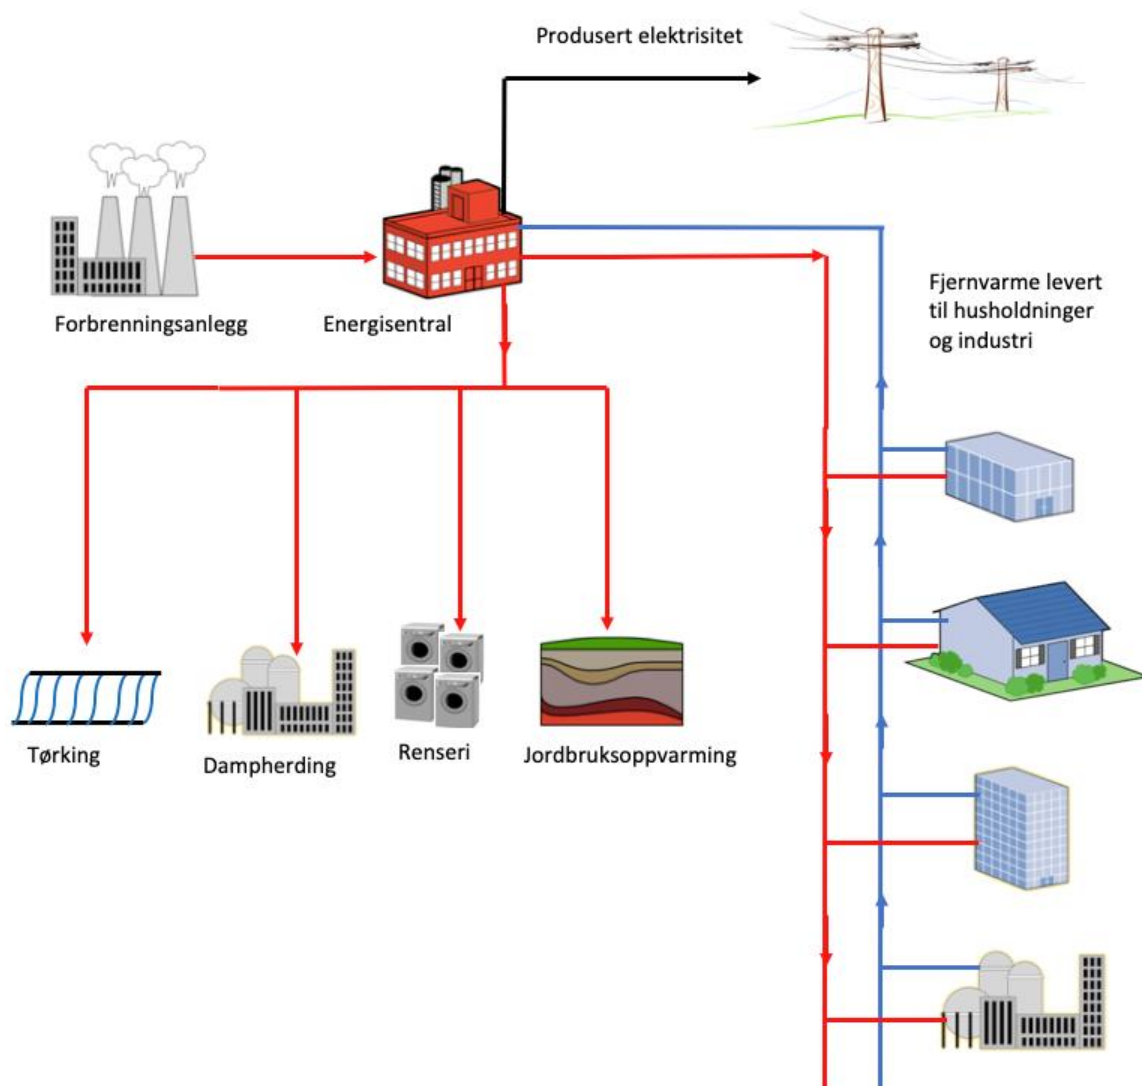 Produsert elektrisitet
Forbrenningsanlegg
Energisentral
Fjernvarme levert
til husholdninger
og industri
Tørking
Dampherding
Renseri
Jordbruksoppvarming